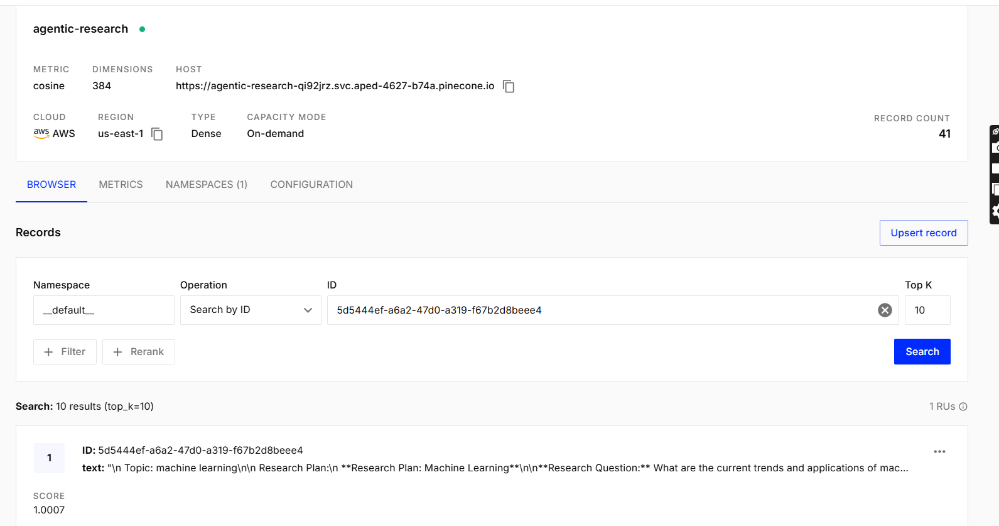 agentic-research
METRIC DIMENSIONS HOST
cosine 384 https://agentic-research-qi92jrz.svc.aped-4627-b74a.pinecone.io
CLOUD REGION TYPE CAPACITY MODE RECORD COUNT
aws AWS us-east-1 Dense On-demand 41
BROWSER METRICS NAMESPACES (1) CONFIGURATION
Records Upsert record
Namespace Operation ID Top K
__default__ Search by ID 5d5444ef-a6a2-47d0-a319-f67b2d8beee4 10
+ Filter + Rerank Search
Search: 10 results (top_k=10) 1 RUs
1 ID: 5d5444ef-a6a2-47d0-a319-f67b2d8beee4
text: "\n Topic: machine learning\n\n Research Plan:\n **Research Plan: Machine Learning**\n\n**Research Question:** What are the current trends and applications of mac...
SCORE
1.0007